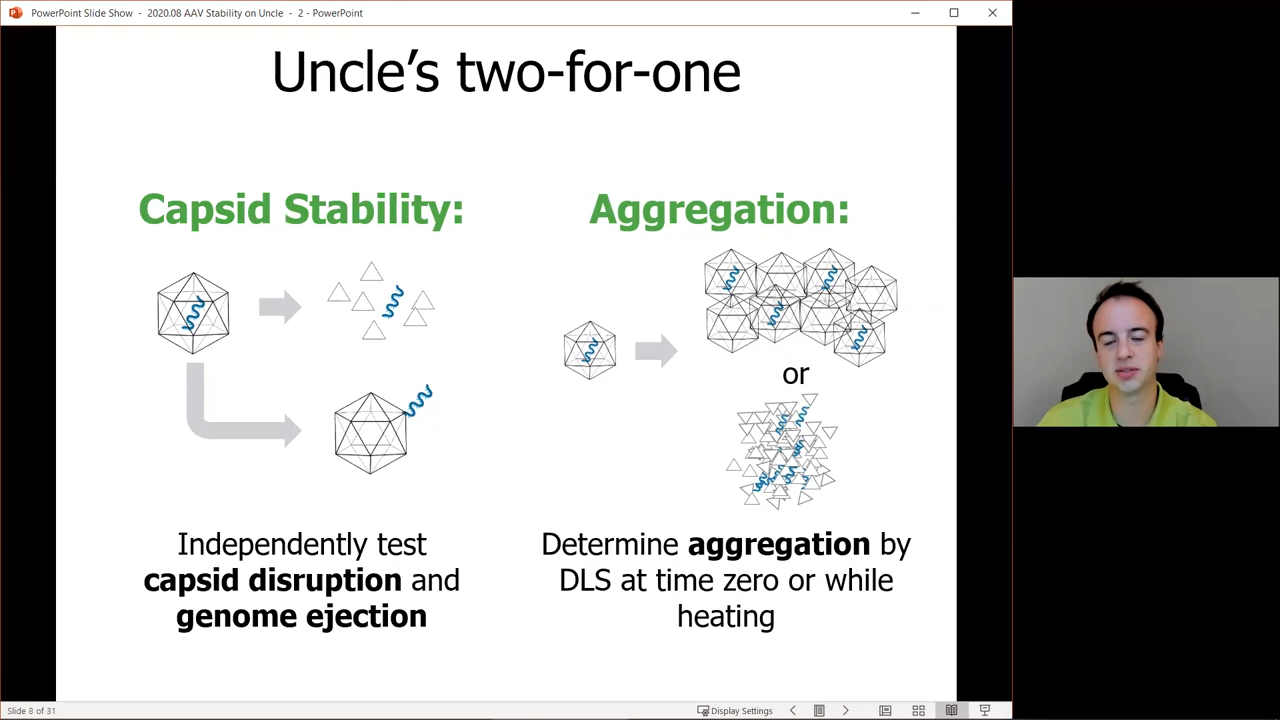 PowerPoint Slide Show - 2020.08 AAV Stability on Uncle - 2 - PowerPoint
Uncle's two-for-one
Capsid Stability:
Independently test
capsid disruption and
genome ejection
Aggregation:
or
Determine aggregation by
DLS at time zero or while
heating
Slide 8 of 31
Display Settings